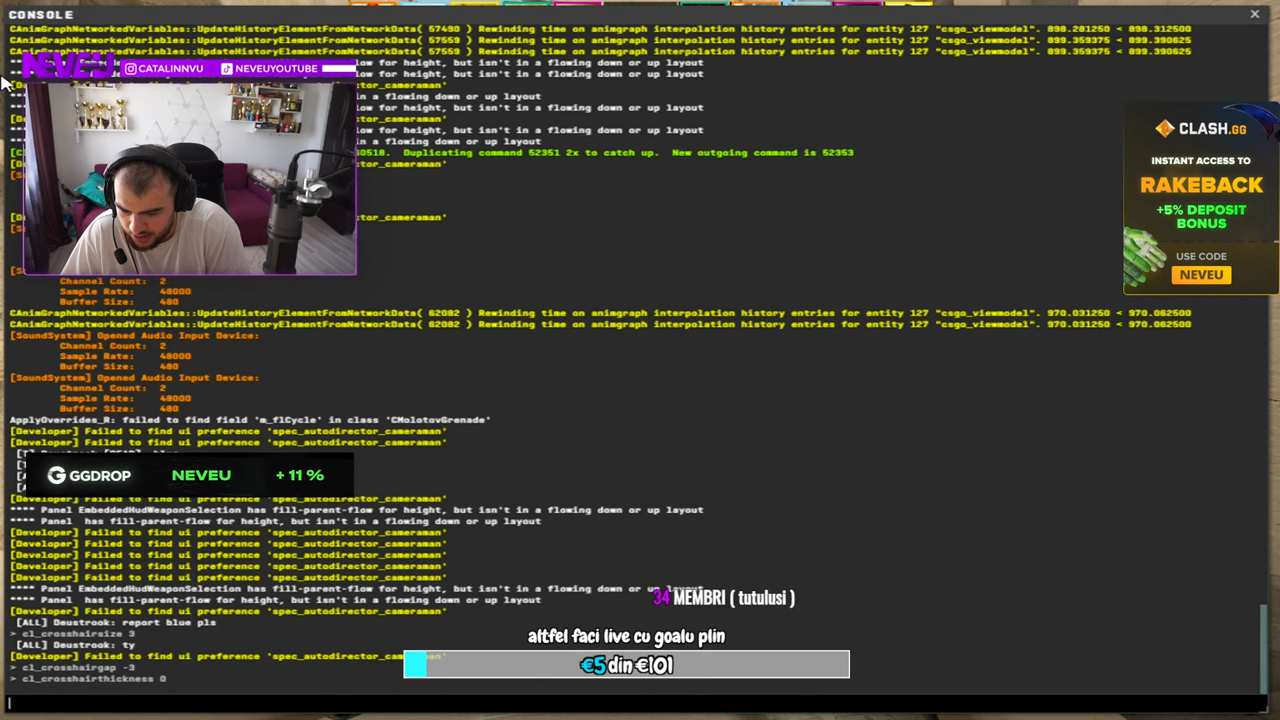 CONSOLE
CAnimGraphNetworkedVariables::UpdateHistoryElementFromNetworkData( 57490 ) Rewinding time on animgraph interpolation history entries for entity 127 "csgo_viewmodel". 898.281250 < 898.312500
CAnimGraphNetworkedVariables::UpdateHistoryElementFromNetworkData( 57559 ) Rewinding time on animgraph interpolation history entries for entity 127 "csgo_viewmodel". 899.359375 < 899.390625
CAnimGraphNetworkedVariables::UpdateHistoryElementFromNetworkData( 57559 ) Rewinding time on animgraph interpolation history entries for entity 127 "csgo_viewmodel". 899.359375 < 899.390625
NEVEU CATALINNVU NEVEUYOUTUBE
low for height, but isn't in a flowing down or up layout
low for height, but isn't in a flowing down or up layout
rector_cameraman'
in a flowing down or up layout
low for height, but isn't in a flowing down or up layout
rector_cameraman'
low for height, but isn't in a flowing down or up layout
in a flowing down or up layout
60518. Duplicating command 52351 2x to catch up. New outgoing command is 52353
rector_cameraman'
rector_cameraman'
Channel Count: 2
Sample Rate: 48000
Buffer Size: 480
CAnimGraphNetworkedVariables::UpdateHistoryElementFromNetworkData( 62082 ) Rewinding time on animgraph interpolation history entries for entity 127 "csgo_viewmodel". 970.031250 < 970.062500
CAnimGraphNetworkedVariables::UpdateHistoryElementFromNetworkData( 62082 ) Rewinding time on animgraph interpolation history entries for entity 127 "csgo_viewmodel". 970.031250 < 970.062500
[SoundSystem] Opened Audio Input Device:
Channel Count: 2
Sample Rate: 48000
Buffer Size: 480
[SoundSystem] Opened Audio Input Device:
Channel Count: 2
Sample Rate: 48000
Buffer Size: 480
ApplyOverrides_R: failed to find field 'm_flCycle' in class 'CMolotovGrenade'
[Developer] Failed to find ui preference 'spec_autodirector_cameraman'
[Developer] Failed to find ui preference 'spec_autodirector_cameraman'
GGDROP NEVEU +11 %
[Developer] Failed to find ui preference 'spec_autodirector_cameraman'
**** Panel EmbeddedHudWeaponSelection has fill-parent-flow for height, but isn't in a flowing down or up layout
**** Panel has fill-parent-flow for height, but isn't in a flowing down or up layout
[Developer] Failed to find ui preference 'spec_autodirector_cameraman'
[Developer] Failed to find ui preference 'spec_autodirector_cameraman'
[Developer] Failed to find ui preference 'spec_autodirector_cameraman'
[Developer] Failed to find ui preference 'spec_autodirector_cameraman'
[Developer] Failed to find ui preference 'spec_autodirector_cameraman'
**** Panel EmbeddedHudWeaponSelection has fill-parent-flow for height, but isn't in a flowing down or up layout
**** Panel has fill-parent-flow for height, but isn't in a flowing down or up layout
[Developer] Failed to find ui preference 'spec_autodirector_cameraman'
[ALL] Deustrook: report blue pls
> cl_crosshairsize 3
[ALL] Deustrook: ty
[Developer] Failed to find ui preference 'spec_autodirector_cameraman'
> cl_crosshairgap -3
> cl_crosshairthickness 0
34 MEMBRI ( tutulusi )
altfel faci live cu goalu plin
€5 din €101
CLASH.GG
INSTANT ACCESS TO
RAKEBACK
+5% DEPOSIT
BONUS
USE CODE
NEVEU